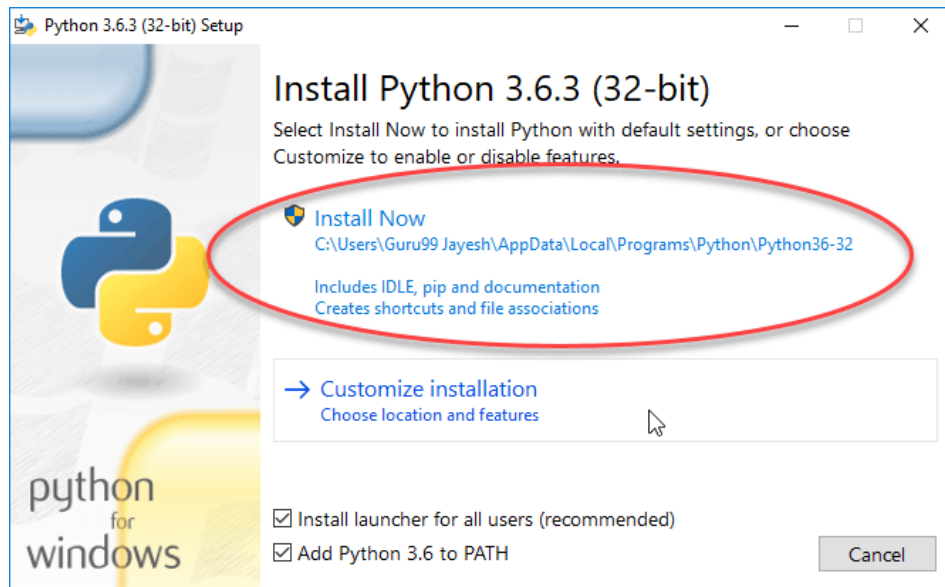 Python 3.6.3 (32-bit) Setup
Install Python 3.6.3 (32-bit)
Select Install Now to install Python with default settings, or choose
Customize to enable or disable features.
Install Now
C:\Users\Guru99 Jayesh\AppData\Local\Programs\Python\Python36-32
Includes IDLE, pip and documentation
Creates shortcuts and file associations
Customize installation
Choose location and features
python
for
windows
Install launcher for all users (recommended)
Add Python 3.6 to PATH
Cancel